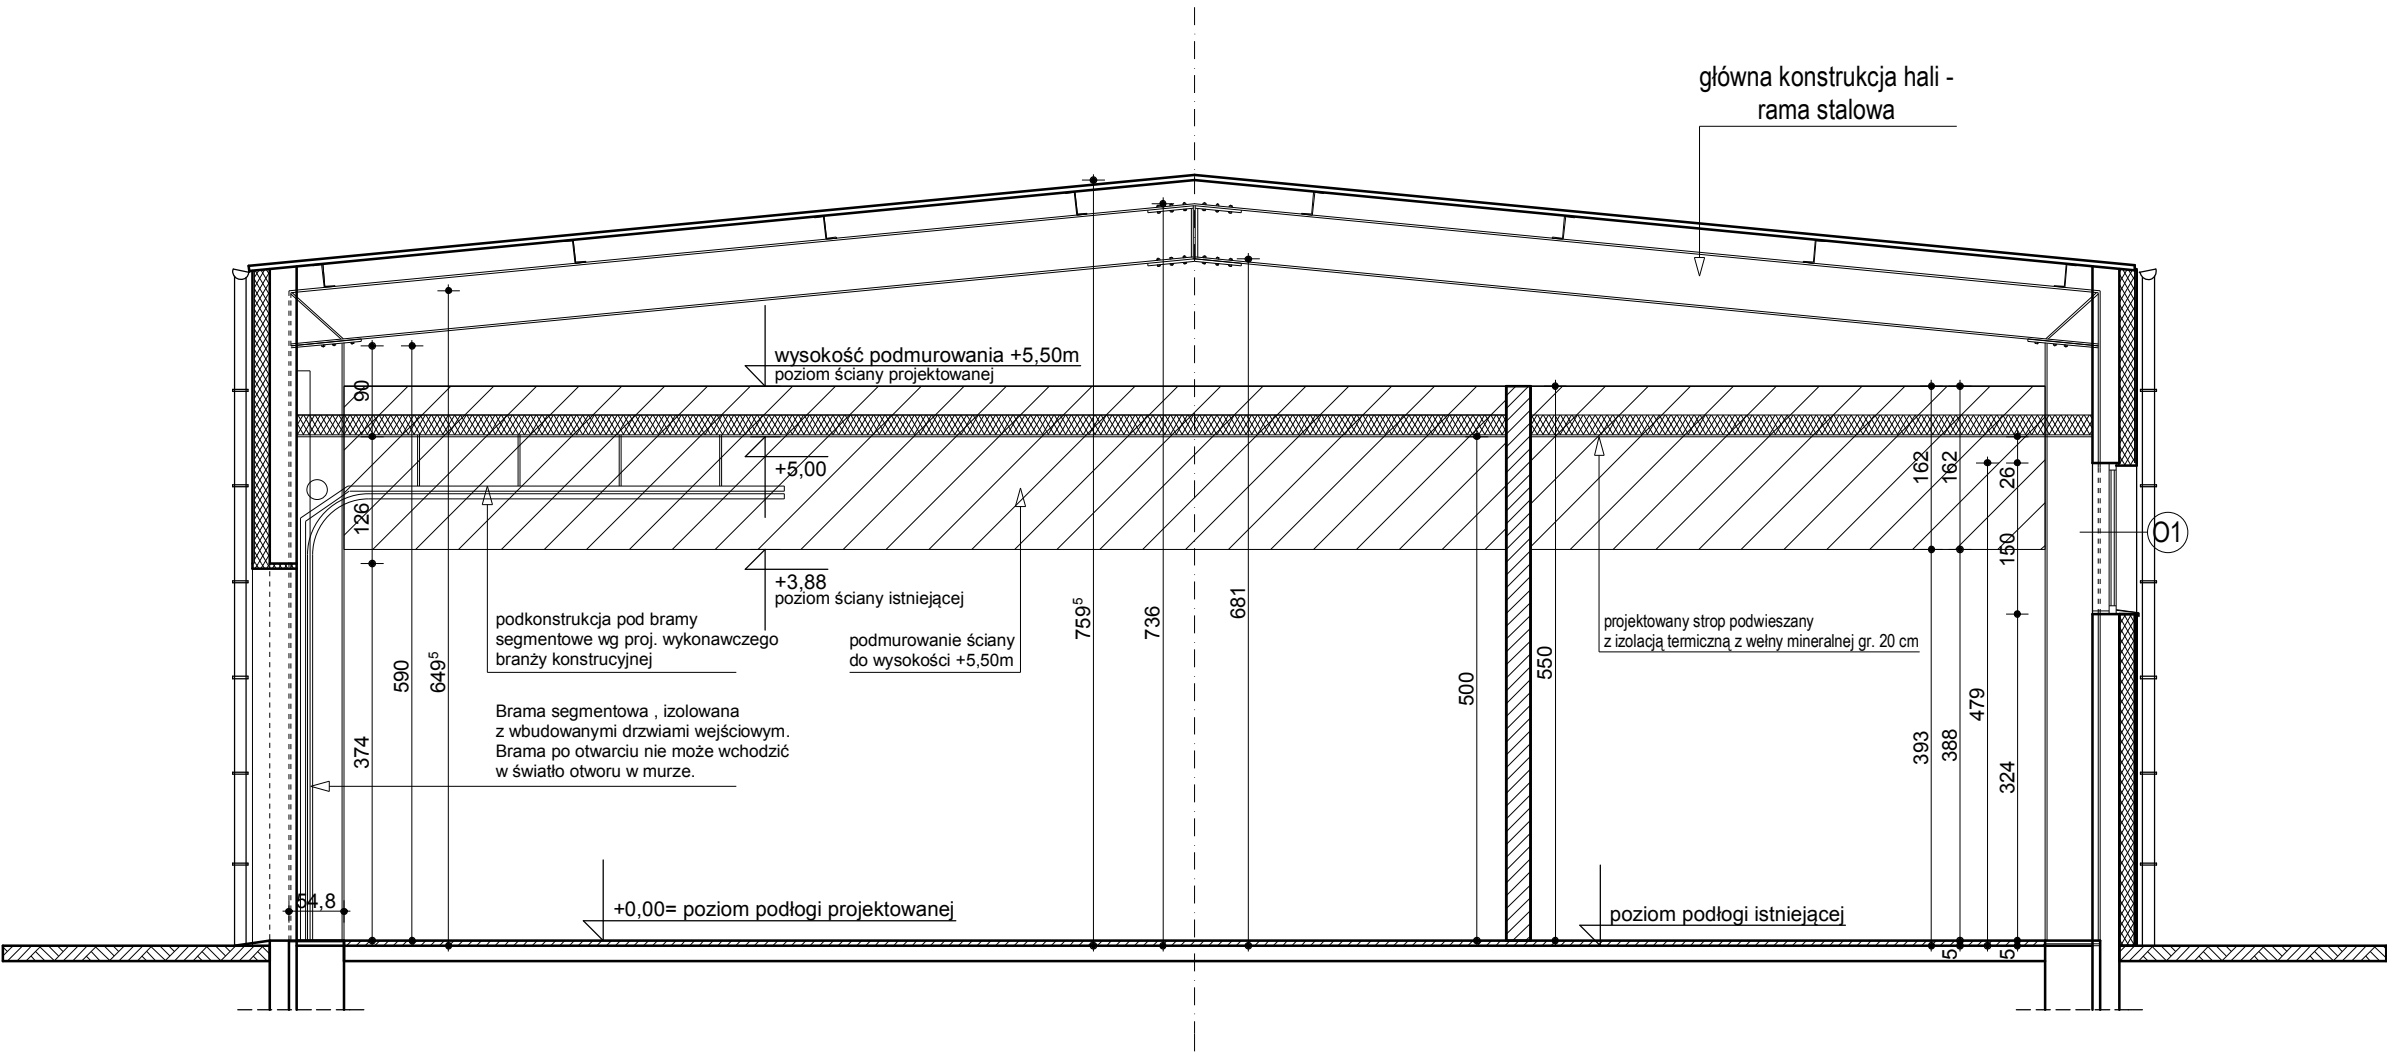 główna konstrukcja hali -
rama stalowa
wysokość podmurowania +5,50m
poziom ściany projektowanej
90
+5,00
162
162
26
126
150
O1
+3,88
poziom ściany istniejącej
podkonstrukcja pod bramy
segmentowe wg proj. wykonawczego
branży konstrucyjnej
podmurowanie ściany
do wysokości +5,50m
759⁵
736
681
projektowany strop podwieszany
z izolacją termiczną z wełny mineralnej gr. 20 cm
590
649⁵
500
550
479
Brama segmentowa , izolowana
z wbudowanymi drzwiami wejściowym.
Brama po otwarciu nie może wchodzić
w światło otworu w murze.
374
393
388
324
54,8
+0,00= poziom podłogi projektowanej
poziom podłogi istniejącej
5
5